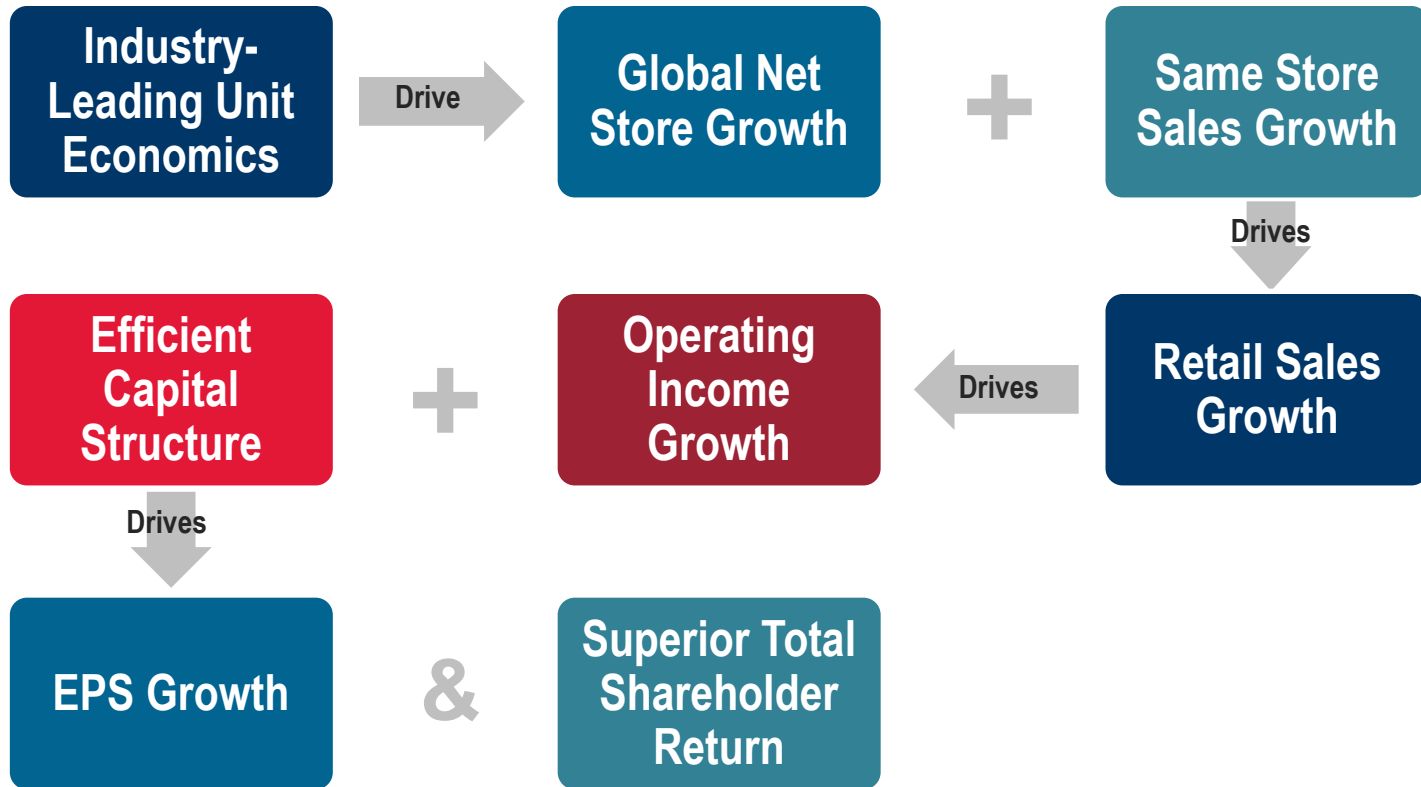 Industry-
Leading Unit
Economics
Drive
Global Net
Store Growth
+
Same Store
Sales Growth
Drives
Retail Sales
Growth
Drives
Operating
Income
Growth
+
Efficient
Capital
Structure
Drives
EPS Growth
&
Superior Total
Shareholder
Return